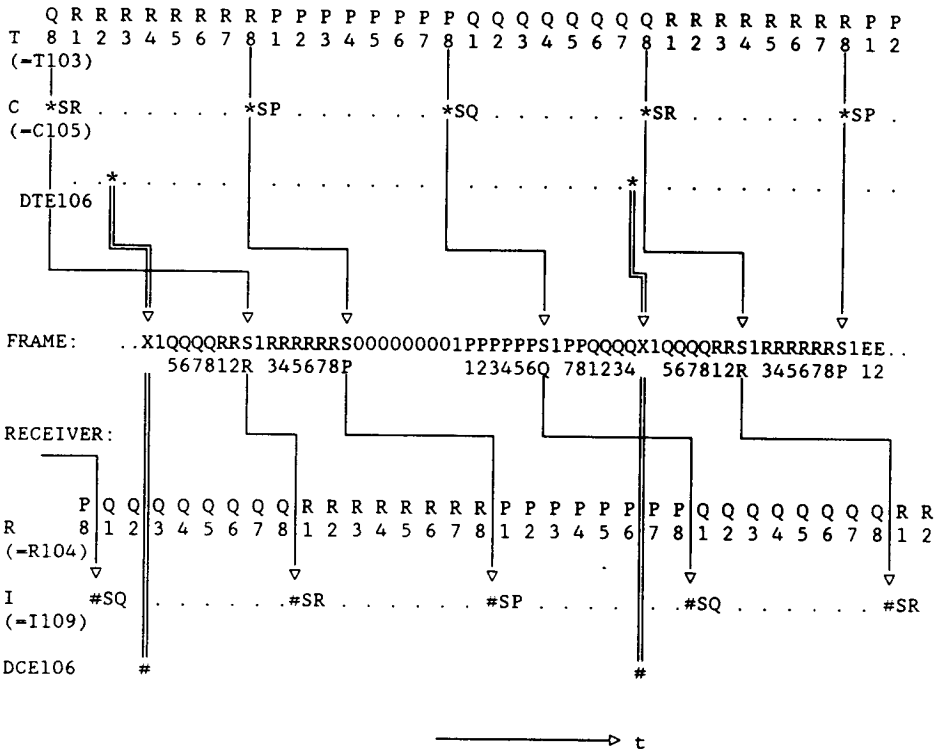 Q R R R R R R R R P P P P P P P P Q Q Q Q Q Q Q Q R R R R R R R R P P
T 8 1 2 3 4 5 6 7 8 1 2 3 4 5 6 7 8 1 2 3 4 5 6 7 8 1 2 3 4 5 6 7 8 1 2
(=T103)
C *SR . . . . . . *SP . . . . . . . *SQ . . . . . . *SR . . . . . . . *SP .
(=C105)
. * . . . . . . . . . . . . . . . . . . . . . * . . . . . . . . . . .
DTE106
FRAME: ..X1QQQQRRS1RRRRRRS000000001PPPPPPS1PPQQQQX1QQQQRRS1RRRRRRS1EE..
567812R 345678P 123456Q 781234 567812R 345678P 12
RECEIVER:
P Q Q Q Q Q Q Q Q R R R R R R R R P P P P P P P P Q Q Q Q Q Q Q Q R R
R 8 1 2 3 4 5 6 7 8 1 2 3 4 5 6 7 8 1 2 3 4 5 6 7 8 1 2 3 4 5 6 7 8 1 2
(=R104)
I #SQ . . . . . . #SR . . . . . . #SP . . . . . . #SQ . . . . . . #SR
(=I109)
DCE106 # #
t